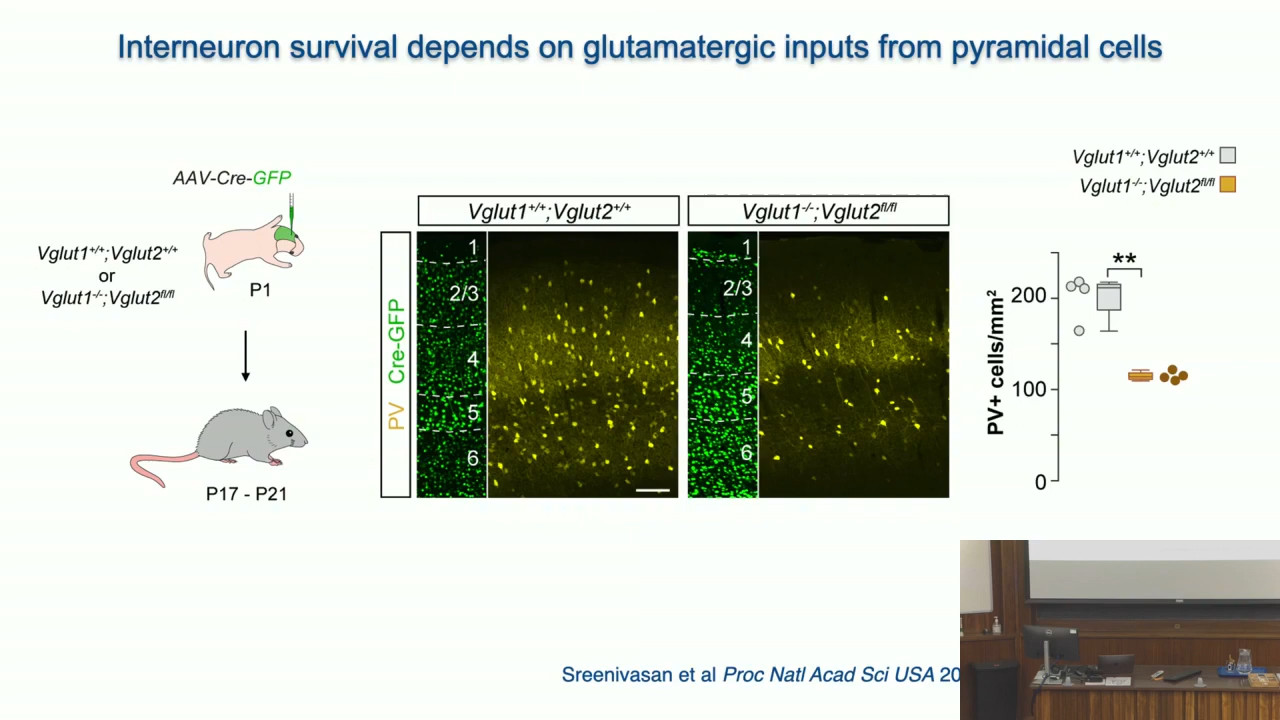 Interneuron survival depends on glutamatergic inputs from pyramidal cells
AAV-Cre-GFP
Vglut1+/+;Vglut2+/+
or
Vglut1-/-;Vglut2fl/fl
P1
P17 - P21
PV Cre-GFP
Vglut1+/+;Vglut2+/+
1
2/3
4
5
6
Vglut1-/-;Vglut2fl/fl
1
2/3
4
5
6
Vglut1+/+;Vglut2+/+
Vglut1-/-;Vglut2fl/fl
**
PV+ cells/mm²
200
100
0
Sreenivasan et al Proc Natl Acad Sci USA 20